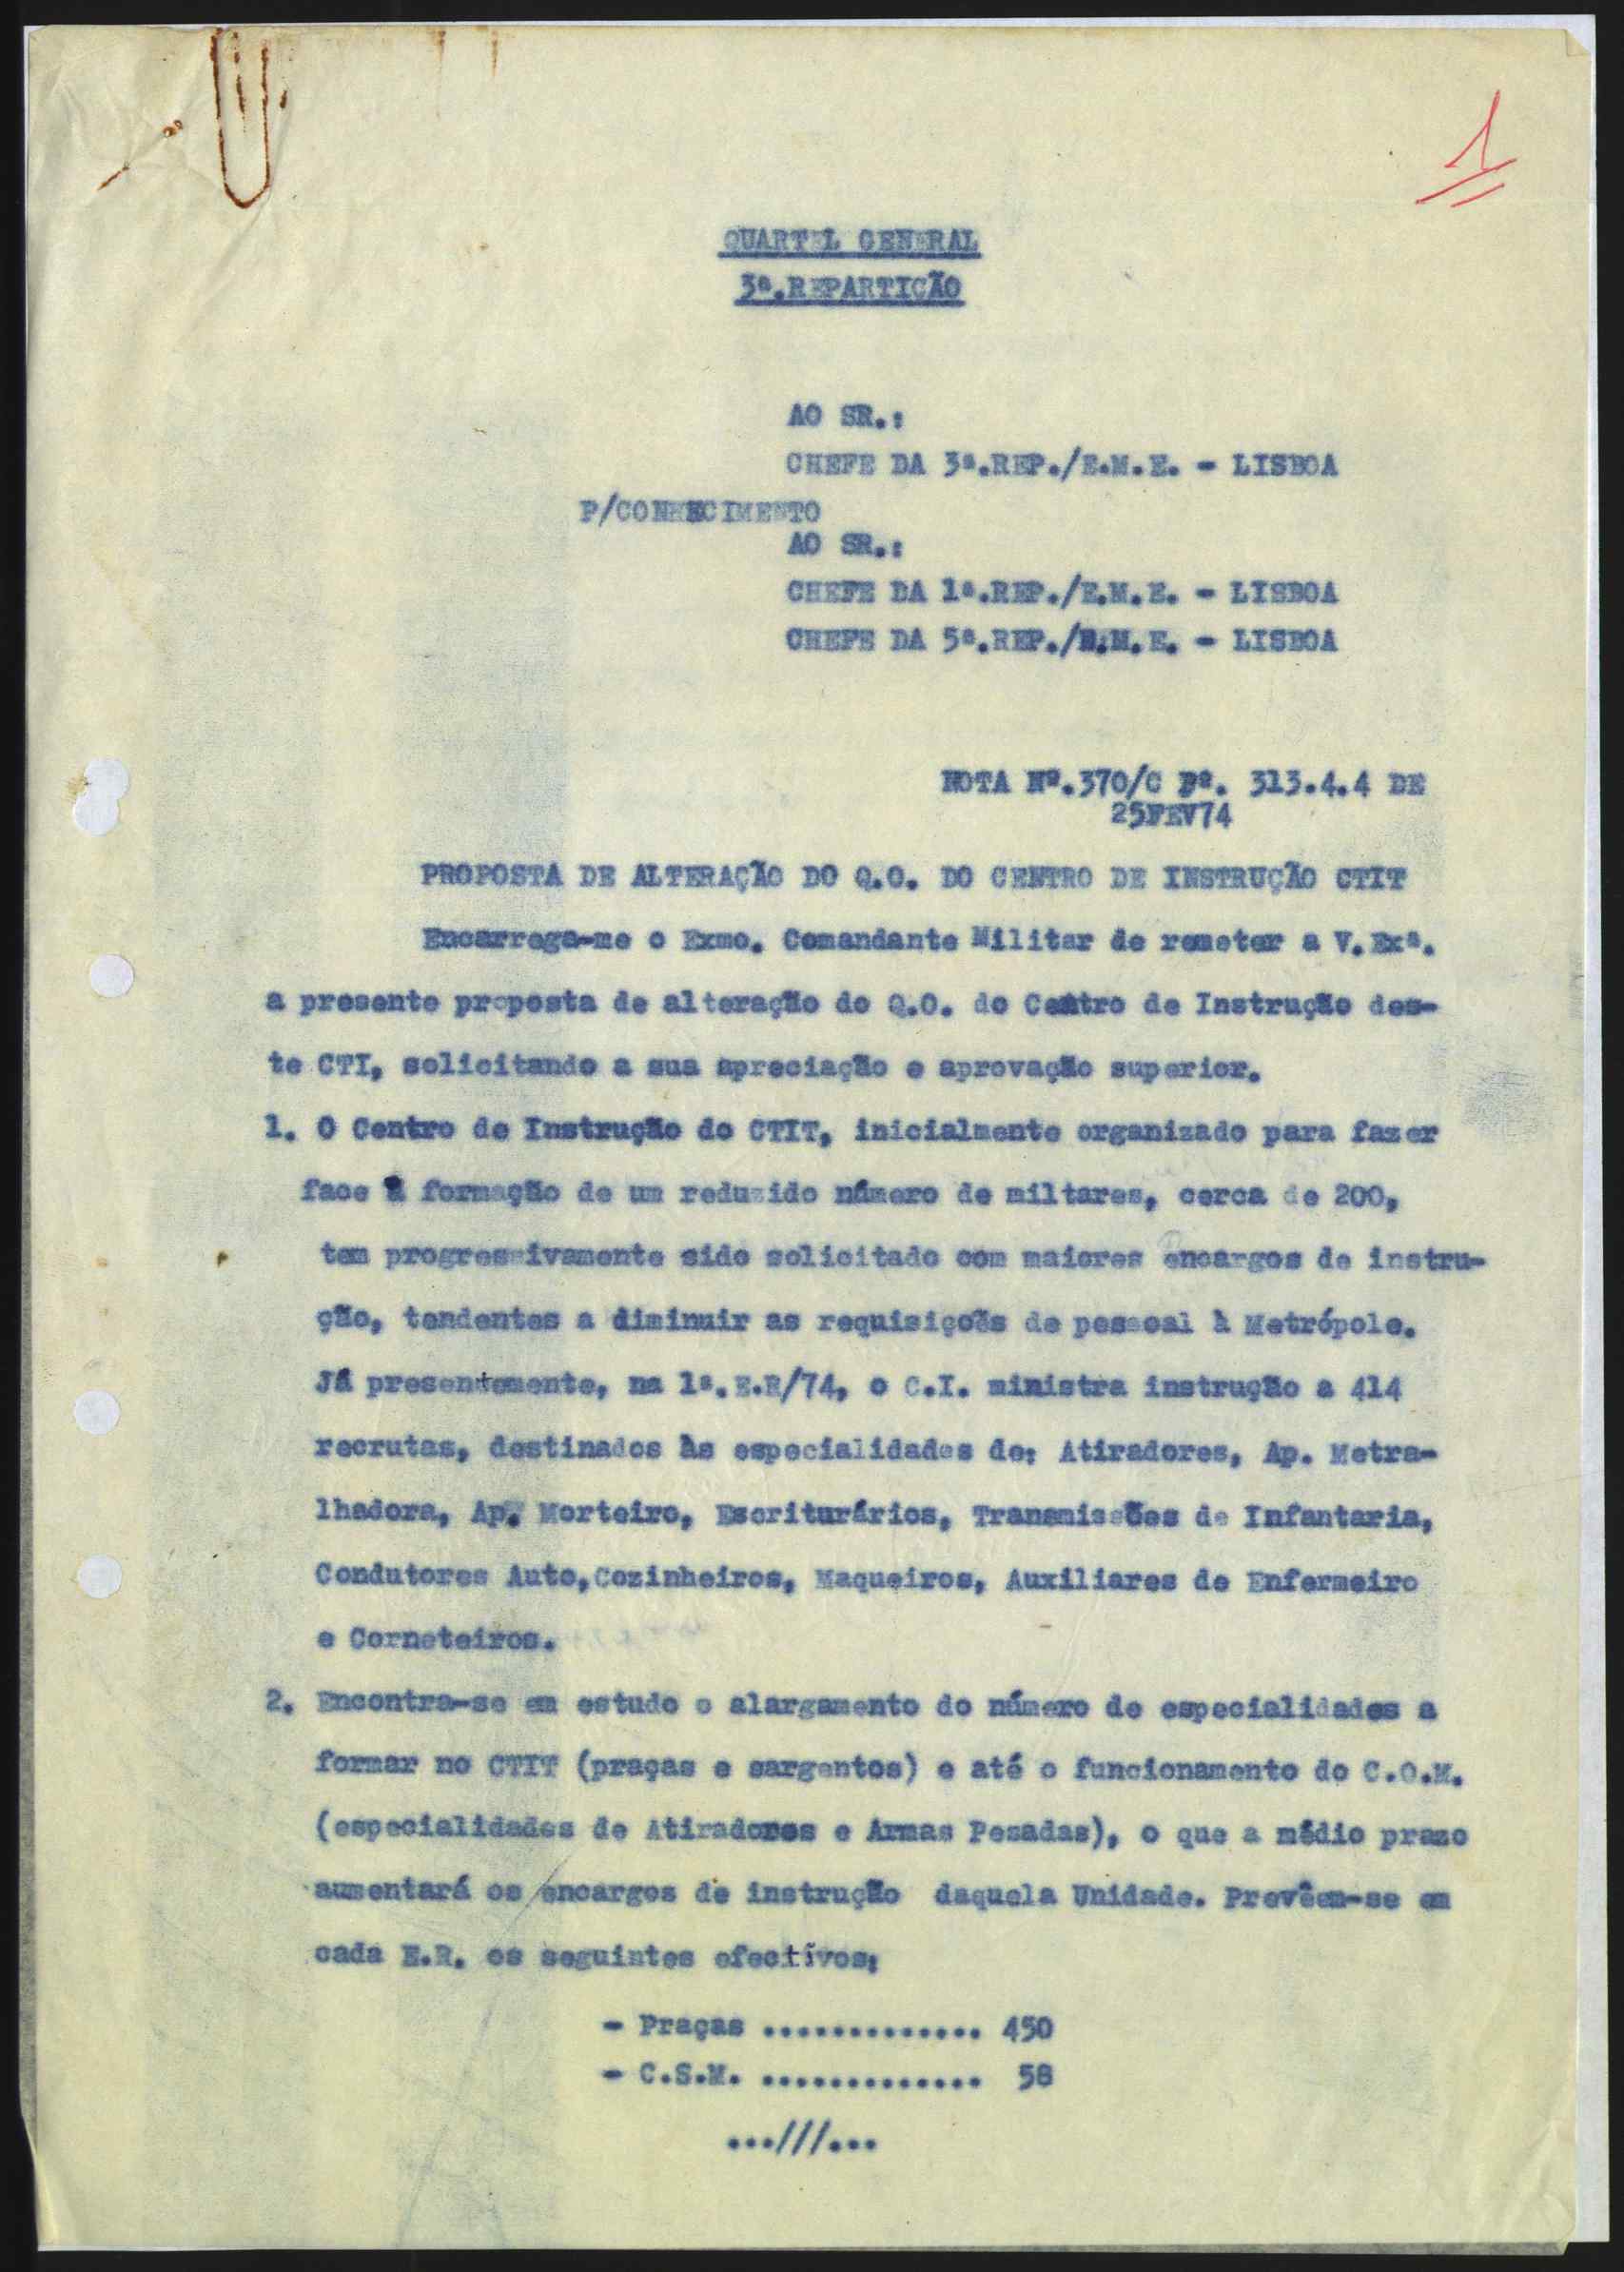 1
QUARTEL GENERAL
3ª.REPARTIÇÃO
AO SR.:
CHEFE DA 3ª.REP./E.M.E. - LISBOA
P/CONHECIMENTO
AO SR.:
CHEFE DA 1ª.REP./E.M.E. - LISBOA
CHEFE DA 5ª.REP./E.M.E. - LISBOA
NOTA Nº.370/C Pº. 313.4.4 DE
25FEV74
PROPOSTA DE ALTERAÇÃO DO Q.O. DO CENTRO DE INSTRUÇÃO CTIT
Encarrega-me o Exmo. Comandante Militar de remeter a V.Exª.
a presente proposta de alteração do Q.O. do Centro de Instrução des-
te CTI, solicitando a sua apreciação e aprovação superior.
1. O Centro de Instrução do CTIT, inicialmente organizado para fazer
face à formação de um reduzido número de miltares, cerca de 200,
tem progressivamente sido solicitado com maiores encargos de instru-
ção, tendentes a diminuir as requisiçoẽs de pessoal à Metrópole.
Já presentemente, na 1ª.E.R/74, o C.I. ministra instrução a 414
recrutas, destinados às especialidades de: Atiradores, Ap. Metra-
lhadora, Ap. Morteiro, Escriturários, Transmissões de Infantaria,
Condutores Auto,Cozinheiros, Maqueiros, Auxiliares de Enfermeiro
e Corneteiros.
2. Encontra-se em estudo o alargamento do número de especialidades a
formar no CTIT (praças e sargentos) e até o funcionamento do C.O.M.
(especialidades de Atiradores e Armas Pesadas), o que a médio prazo
aumentará os encargos de instrução daquela Unidade. Prevêem-se em
cada E.R. os seguintes efectívos:
- Praças ............. 450
- C.S.M. ............. 58
...///...